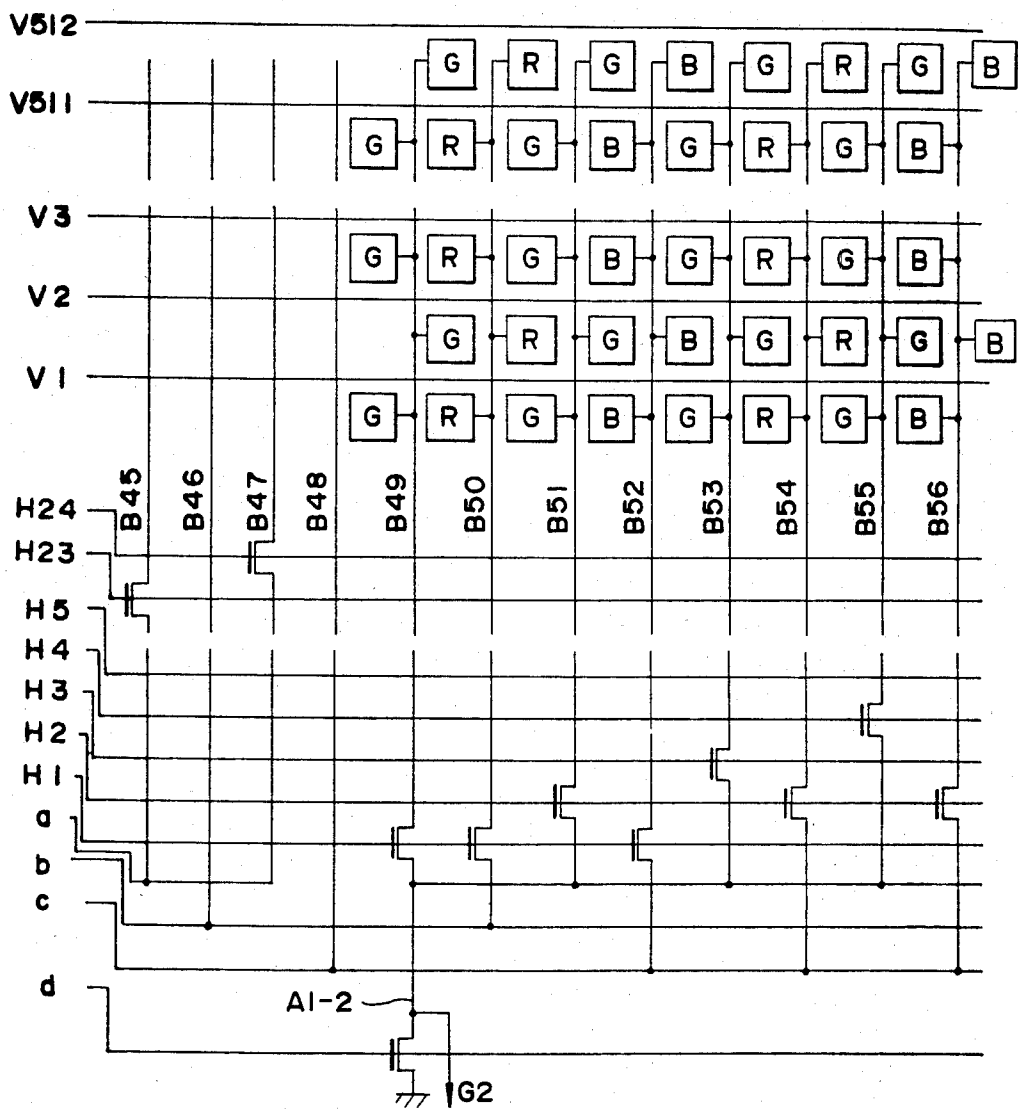 V512
G R G B G R G B
V511
G R G B G R G B
V3
G R G B G R G B
V2
G R G B G R G B
V1
G R G B G R G B
B45 B46 B47 B48 B49 B50 B51 B52 B53 B54 B55 B56
H24
H23
H5
H4
H3
H2
H1
a
b
c
d
A1-2
G2